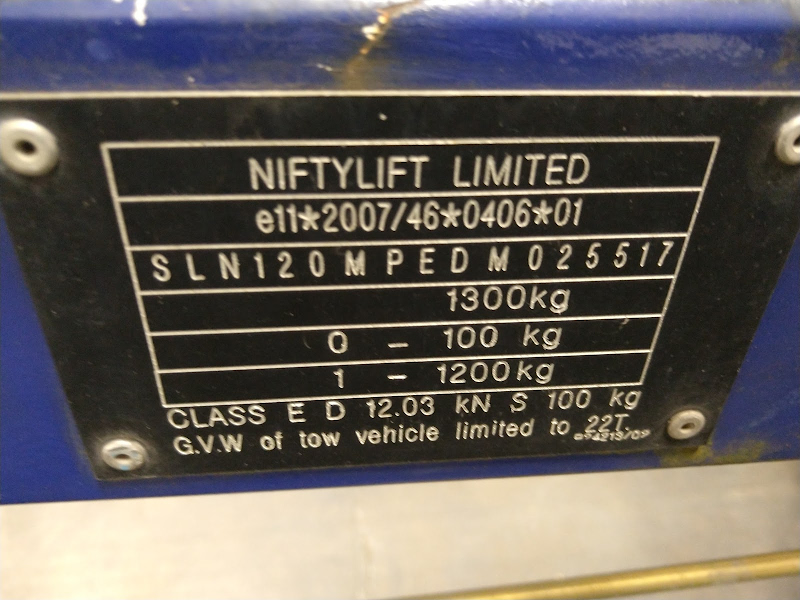 NIFTYLIFT LIMITED
e11*2007/46*0406*01
SLN120MPEDM025517
1300kg
0 - 100 kg
1 - 1200kg
CLASS E D 12.03 kN S 100 kg
G.V.W of tow vehicle limited to 22T.